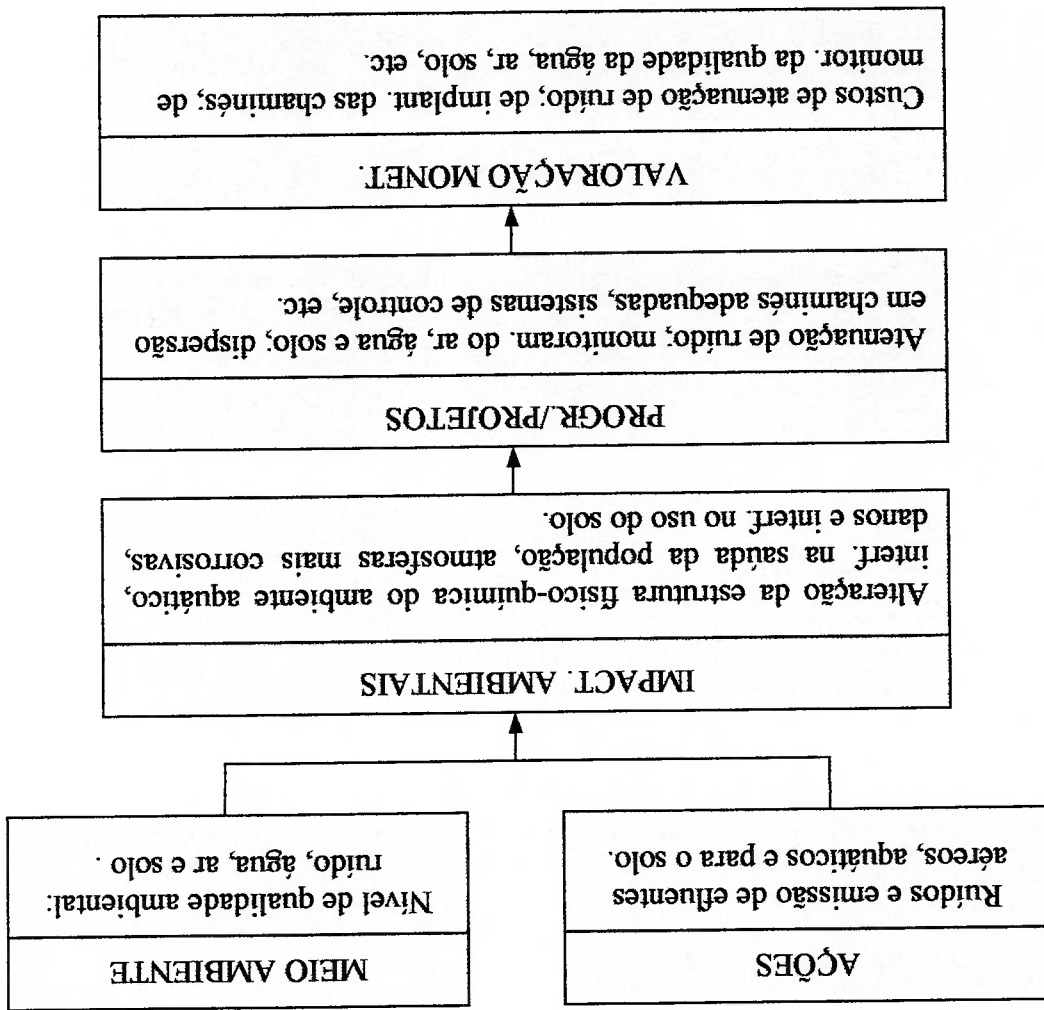 AÇÕES
Ruídos e emissão de efluentes
aéreos, aquáticos e para o solo.
MEIO AMBIENTE
Nível de qualidade ambiental:
ruído, água, ar e solo .
IMPACT. AMBIENTAIS
Alteração da estrutura físico-química do ambiente aquático,
interf. na saúda da população, atmosferas mais corrosivas,
danos e interf. no uso do solo.
PROGR./PROJETOS
Atenuação de ruído; monitoram. do ar, água e solo; dispersão
em chaminés adequadas, sistemas de controle, etc.
VALORAÇÃO MONET.
Custos de atenuação de ruído; de implant. das chaminés; de
monitor. da qualidade da água, ar, solo, etc.